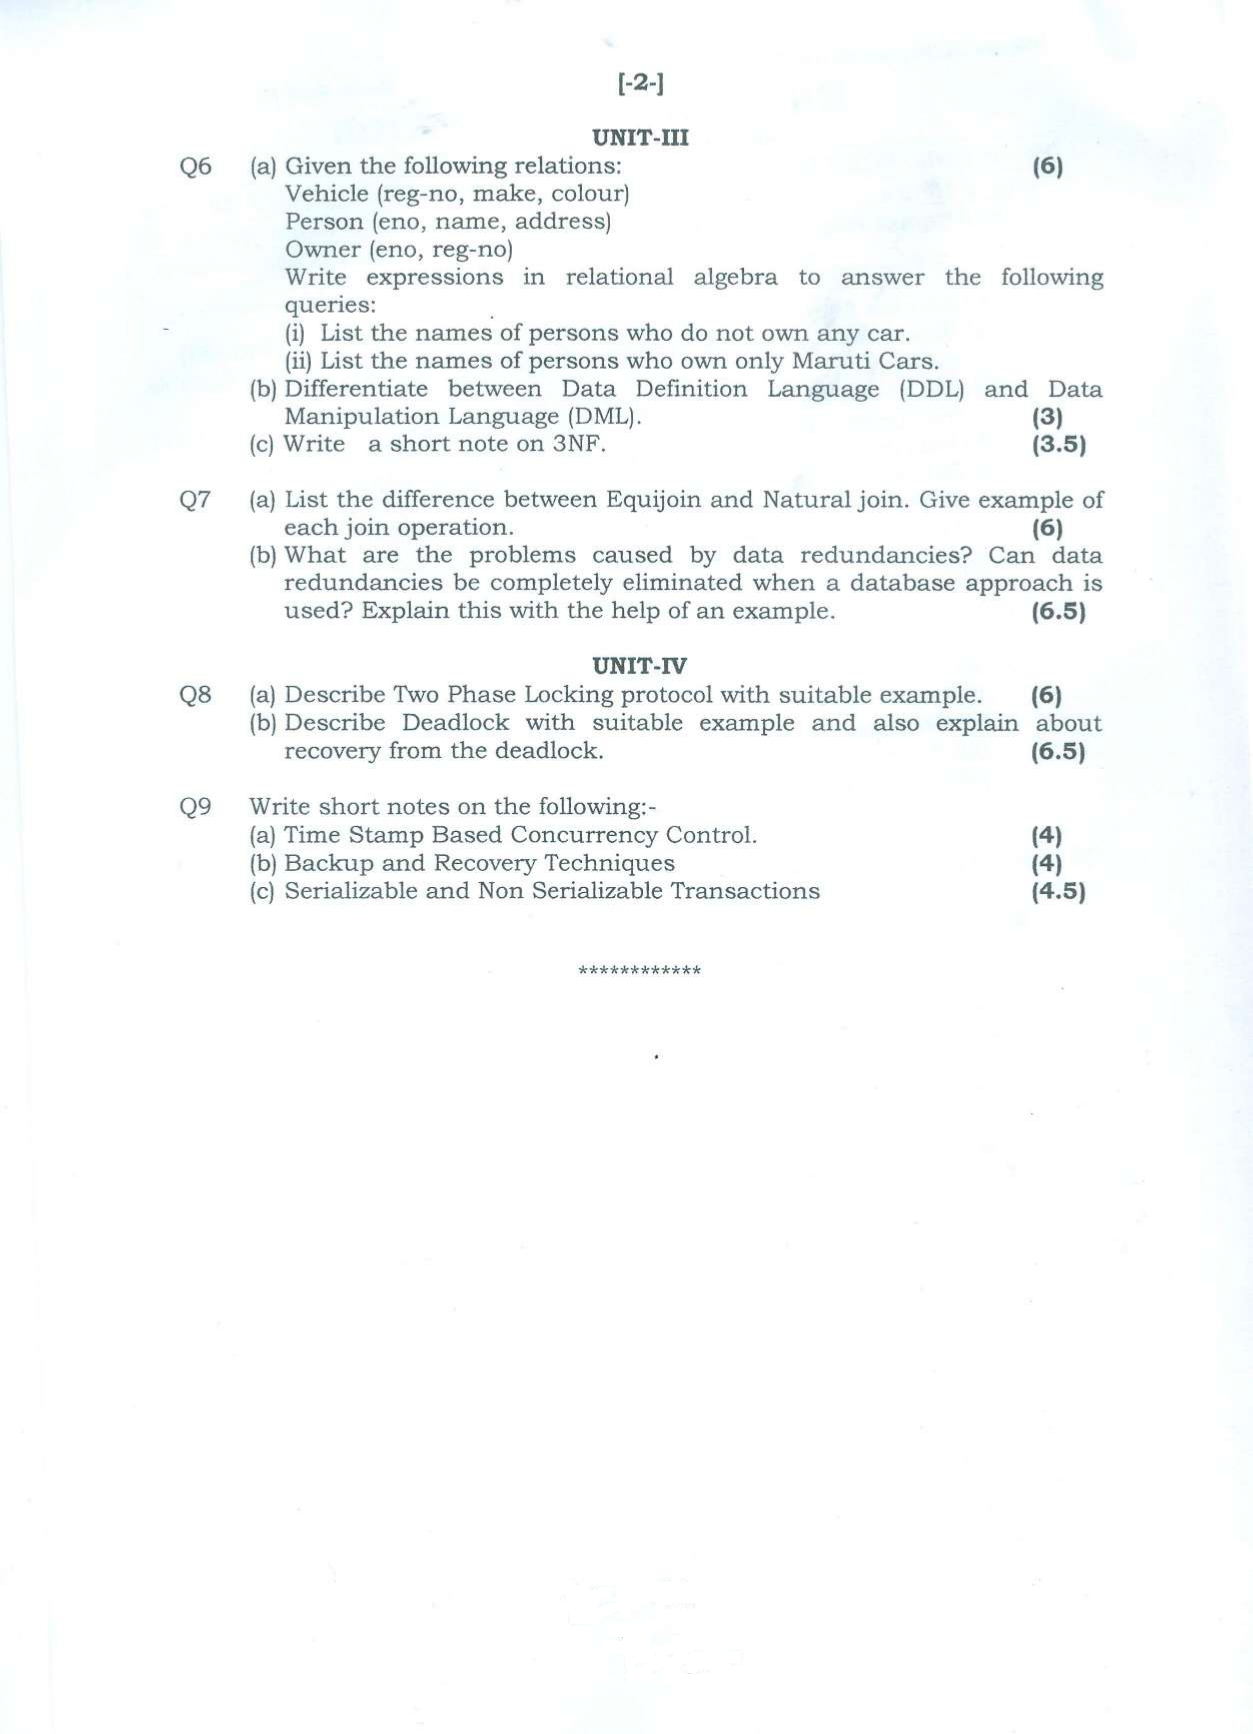 [-2-]
UNIT-III
Q6 (a) Given the following relations: (6)
Vehicle (reg-no, make, colour)
Person (eno, name, address)
Owner (eno, reg-no)
Write expressions in relational algebra to answer the following
queries:
(i) List the names of persons who do not own any car.
(ii) List the names of persons who own only Maruti Cars.
(b) Differentiate between Data Definition Language (DDL) and Data
Manipulation Language (DML). (3)
(c) Write a short note on 3NF. (3.5)
Q7 (a) List the difference between Equijoin and Natural join. Give example of
each join operation. (6)
(b) What are the problems caused by data redundancies? Can data
redundancies be completely eliminated when a database approach is
used? Explain this with the help of an example. (6.5)
UNIT-IV
Q8 (a) Describe Two Phase Locking protocol with suitable example. (6)
(b) Describe Deadlock with suitable example and also explain about
recovery from the deadlock. (6.5)
Q9 Write short notes on the following:-
(a) Time Stamp Based Concurrency Control. (4)
(b) Backup and Recovery Techniques (4)
(c) Serializable and Non Serializable Transactions (4.5)
************